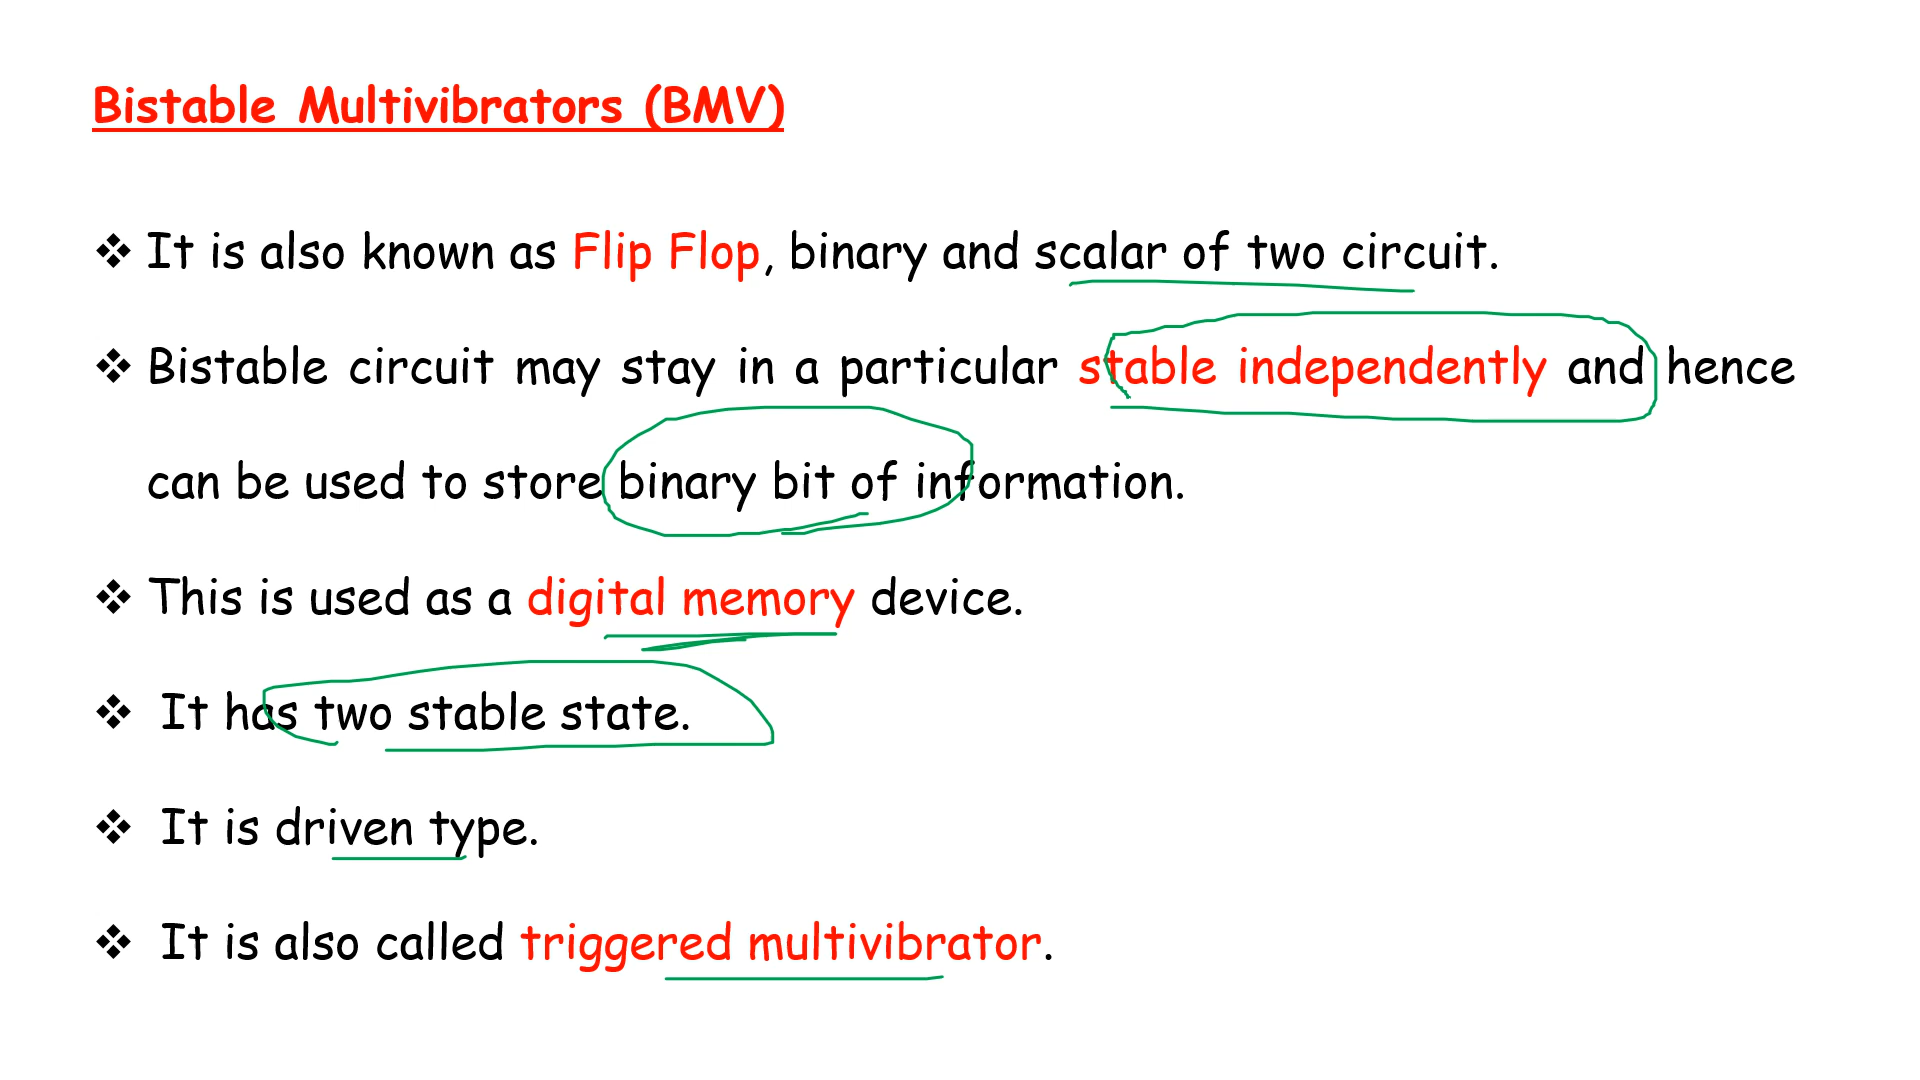 Bistable Multivibrators (BMV)
❖ It is also known as Flip Flop, binary and scalar of two circuit.
❖ Bistable circuit may stay in a particular stable independently and hence
can be used to store binary bit of information.
❖ This is used as a digital memory device.
❖ It has two stable state.
❖ It is driven type.
❖ It is also called triggered multivibrator.